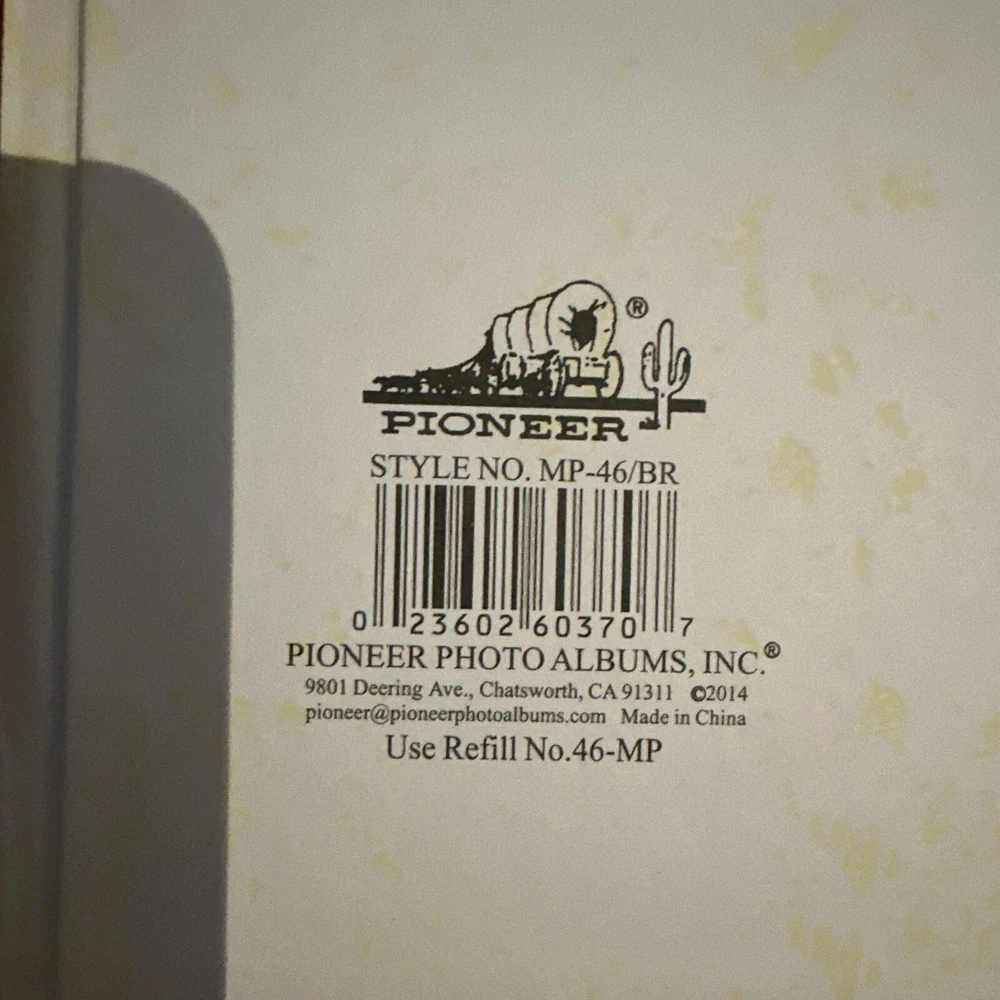 ®
PIONEER
STYLE NO. MP-46/BR
0 23602 60370 7
PIONEER PHOTO ALBUMS, INC.®
9801 Deering Ave., Chatsworth, CA 91311 ©2014
pioneer@pioneerphotoalbums.com Made in China
Use Refill No.46-MP